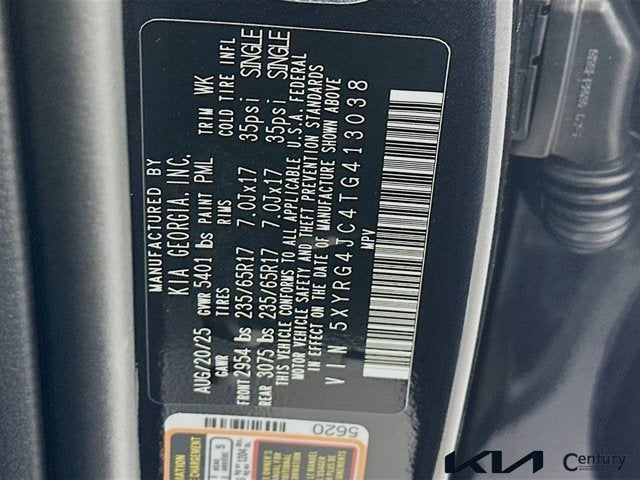 MANUFACTURED BY
KIA GEORGIA, INC.
AUG/20/25 GVWR 5401 lbs PAINT PML TRIM WK
GAWR TIRES RIMS COLD TIRE INFL
FRONT 2954 lbs 235/65R17 7.0Jx17 35psi SINGLE
REAR 3075 lbs 235/65R17 7.0Jx17 35psi SINGLE
THIS VEHICLE CONFORMS TO ALL APPLICABLE U.S.A. FEDERAL
MOTOR VEHICLE SAFETY AND THEFT PREVENTION STANDARDS
IN EFFECT ON THE DATE OF MANUFACTURE SHOWN ABOVE
VIN 5XYRG4JC4TG413038
MPV
5620
KIA
Century